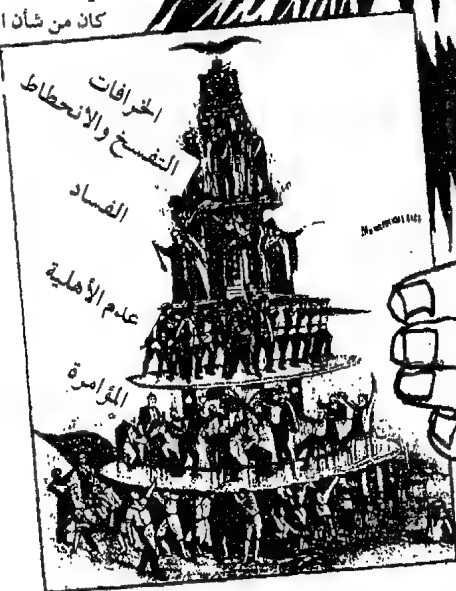 كان من شأن ا
الخرافات
التفسخ والانحطاط
الفساد
عدم الأهلية
المؤامرة